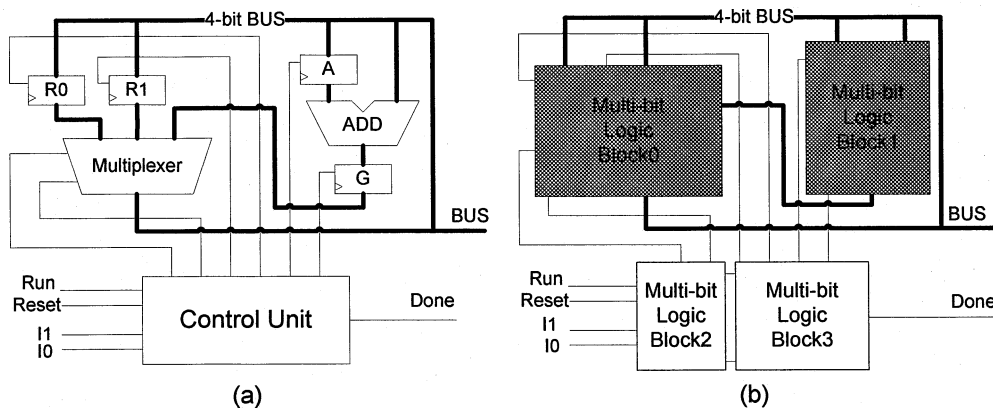 4-bit BUS
R0
R1
A
ADD
Multiplexer
G
BUS
Run
Reset
I1
I0
Control Unit
Done
(a)
4-bit BUS
Multi-bit
Logic
Block0
Multi-bit
Logic
Block1
BUS
Run
Reset
I1
I0
Multi-bit
Logic
Block2
Multi-bit
Logic
Block3
Done
(b)